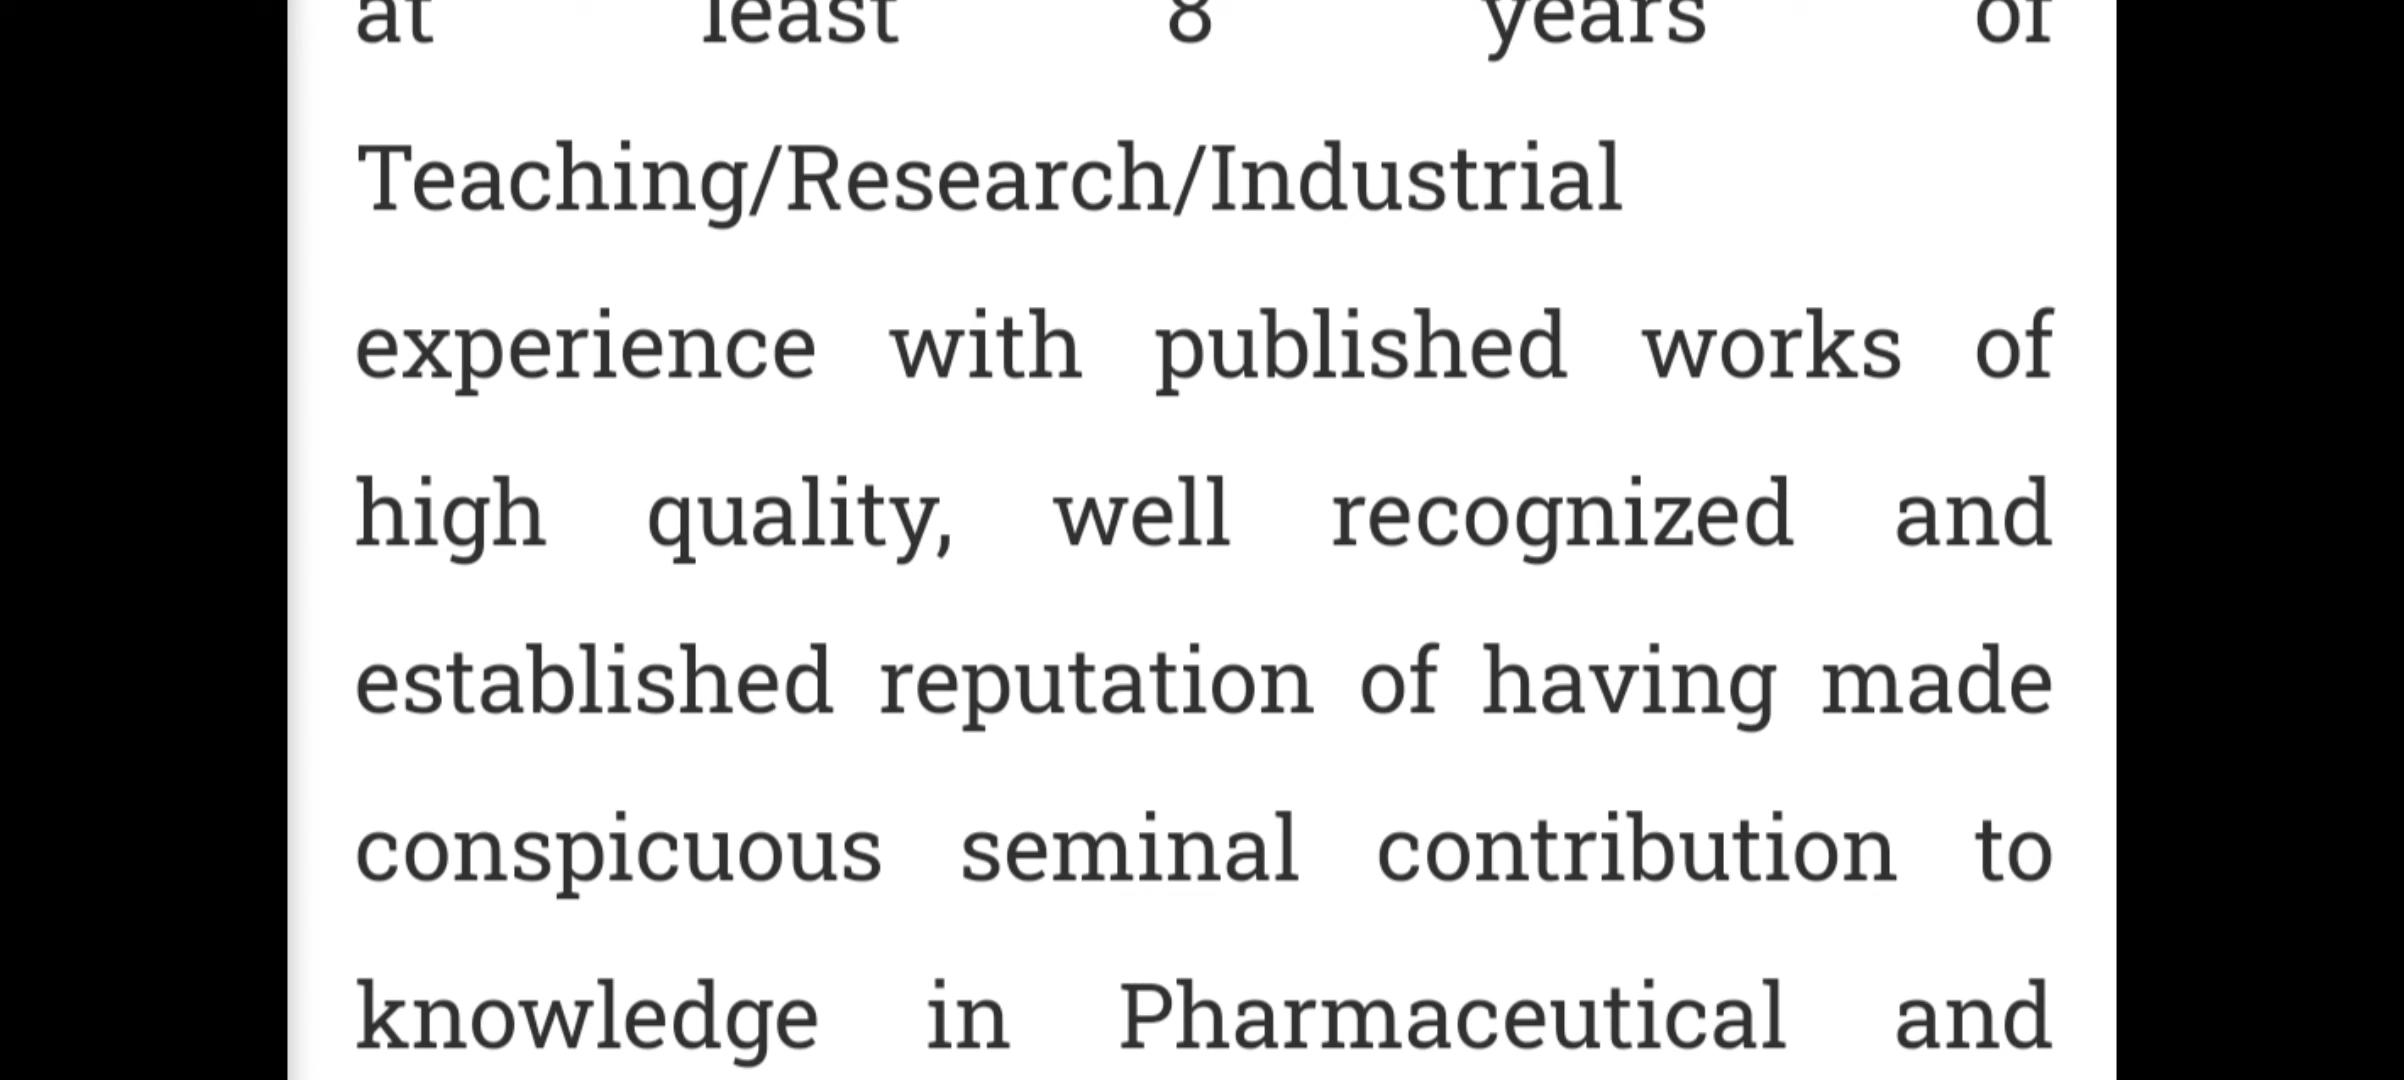 at least 8 years of
Teaching/Research/Industrial
experience with published works of
high quality, well recognized and
established reputation of having made
conspicuous seminal contribution to
knowledge in Pharmaceutical and